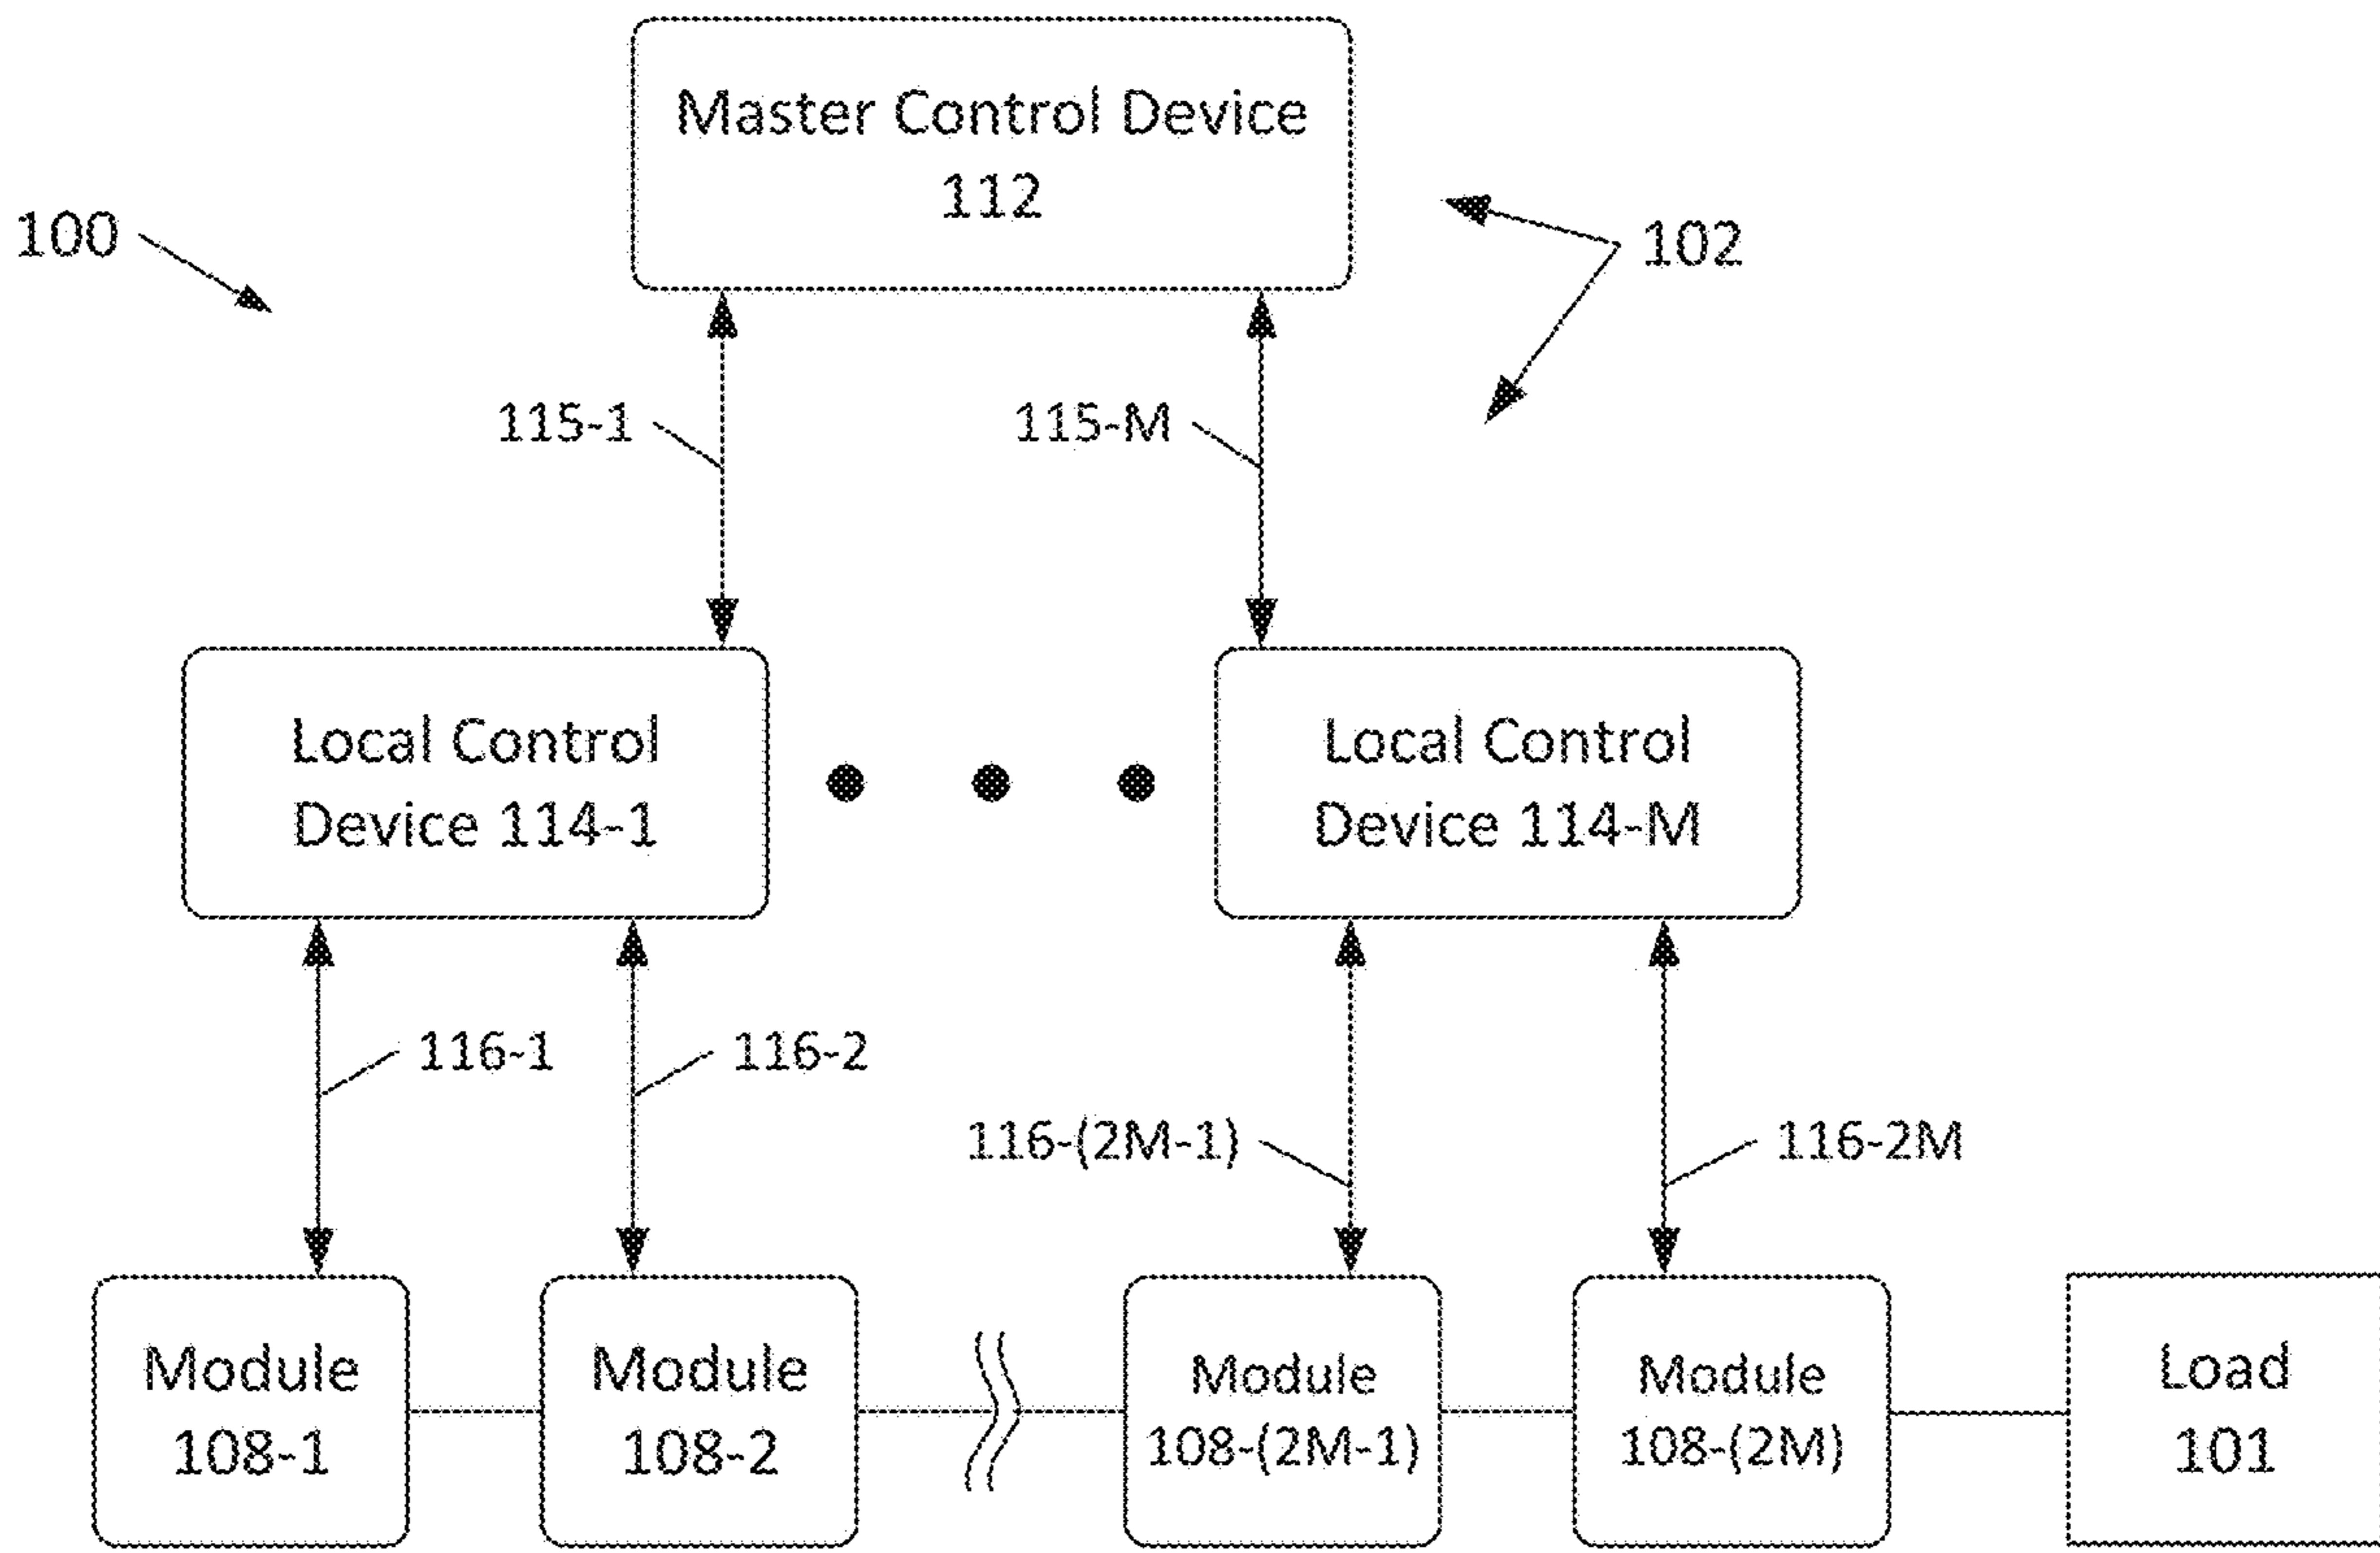 Master Control Device
112
100
102
115-1
115-M
Local Control
Device 114-1
Local Control
Device 114-M
116-1
116-2
116-(2M-1)
116-2M
Module
108-1
Module
108-2
Module
108-(2M-1)
Module
108-(2M)
Load
101